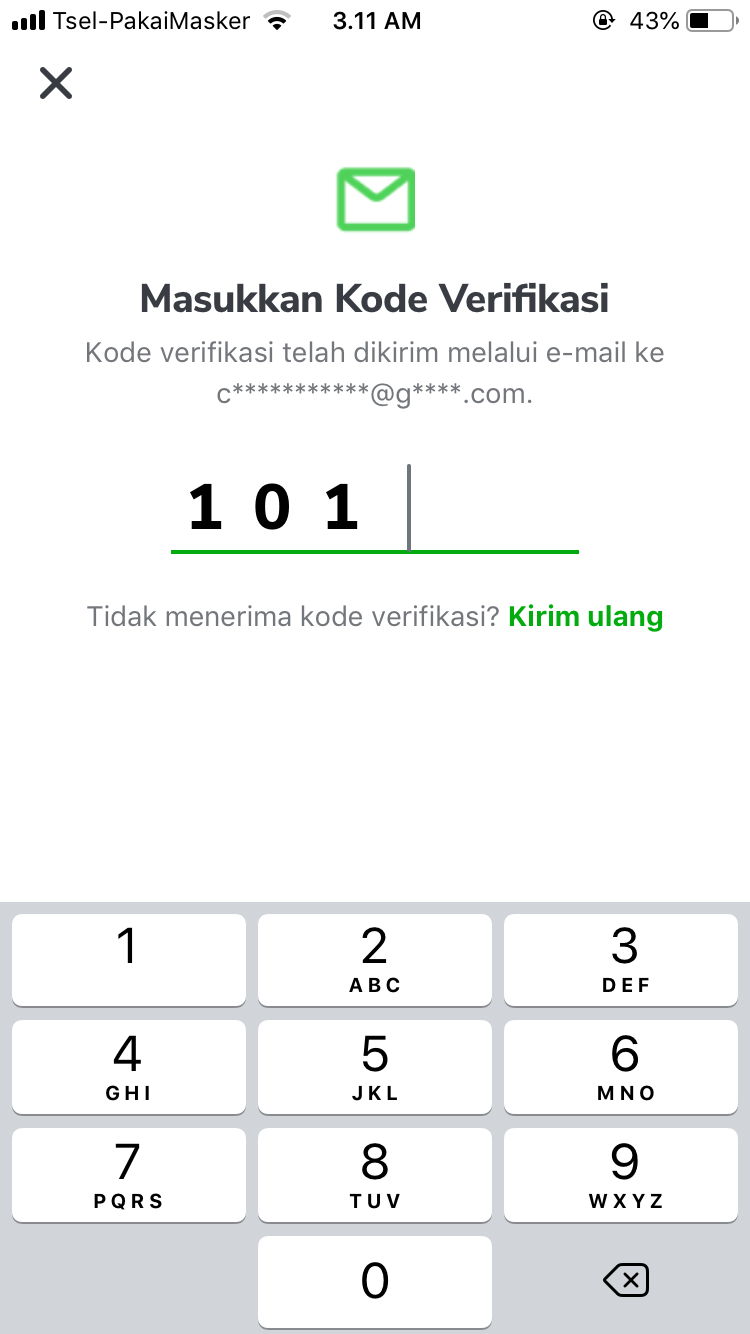 Tsel-PakaiMasker 3.11 AM 43%
Masukkan Kode Verifikasi
Kode verifikasi telah dikirim melalui e-mail ke
c***********@g****.com.
1 0 1
Tidak menerima kode verifikasi? Kirim ulang
1 2 3
ABC DEF
4 5 6
GHI JKL MNO
7 8 9
PQRS TUV WXYZ
0